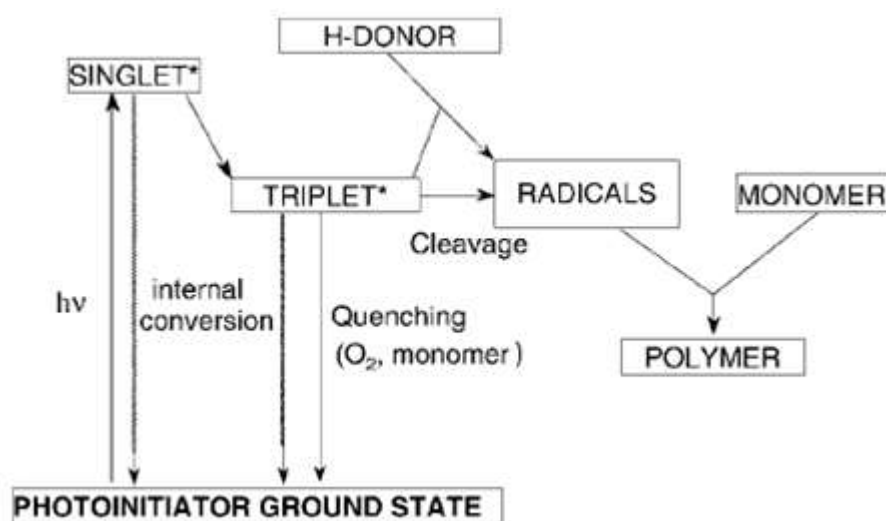 H-DONOR
SINGLET*
TRIPLET*
RADICALS
MONOMER
Cleavage
hν
internal
conversion
Quenching
(O₂, monomer)
POLYMER
PHOTOINITIATOR GROUND STATE